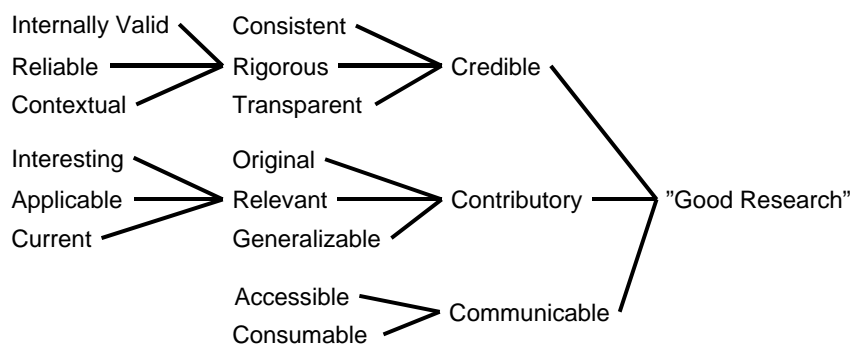 Internally Valid Consistent
Reliable Rigorous Credible
Contextual Transparent
Interesting Original
Applicable Relevant Contributory ”Good Research”
Current Generalizable
Accessible
Communicable
Consumable